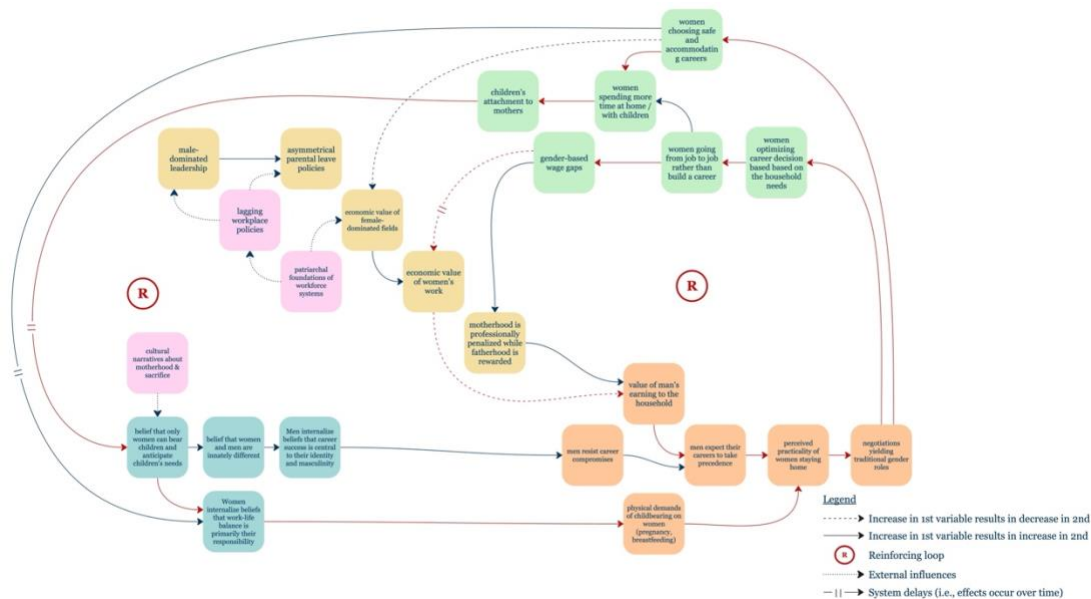 women
choosing safe
and
accommodatin
g careers
children's
attachment to
mothers
women
spending more
time at home /
with children
male-
dominated
leadership
asymmetrical
parental leave
policies
gender-based
wage gaps
women going
from job to job
rather than
build a career
women
optimizing
career decision
based based on
the household
needs
lagging
workplace
policies
economic value of
female-
dominated fields
patriarchal
foundations of
workforce
systems
economic value
of women's
work
R
R
motherhood is
professionally
penalized while
fatherhood is
rewarded
cultural
narratives about
motherhood &
sacrifice
value of man's
earning to the
household
belief that only
women can bear
children and
anticipate
children's needs
belief that women
and men are
innately different
Men internalize
beliefs that career
success is central
to their identity
and masculinity
men resist career
compromises
men expect their
careers to take
precedence
perceived
practicality of
women staying
home
negotiations
yielding
traditional gender
roles
Women
internalize beliefs
that work-life
balance is
primarily their
responsibility
physical demands
of childbearing on
women
(pregnancy,
breastfeeding)
Legend
Increase in 1st variable results in decrease in 2nd
Increase in 1st variable results in increase in 2nd
R Reinforcing loop
External influences
System delays (i.e., effects occur over time)